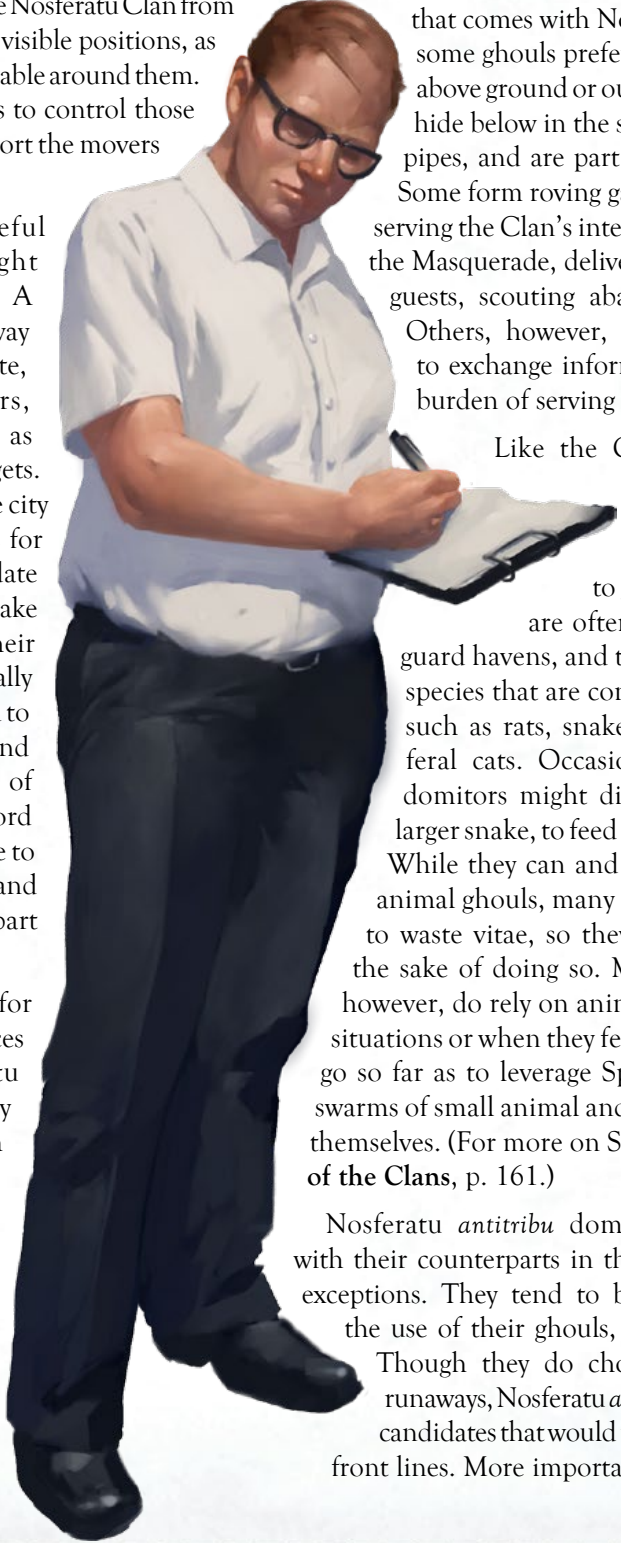 e Nosferatu Clan from
visible positions, as
able around them.
s to control those
ort the movers
eful
ght
A
vay
te,
rs,
as
gets.
e city
for
late
ake
heir
ally
to
nd
of
ord
e to
and
part
for
ces
tu
y
that comes with No
some ghouls prefe
above ground or ou
hide below in the s
pipes, and are part
Some form roving g
serving the Clan's inte
the Masquerade, delive
guests, scouting aba
Others, however,
to exchange infor
burden of serving
Like the C
to
are often
guard havens, and t
species that are con
such as rats, snake
feral cats. Occasio
domitors might di
larger snake, to feed
While they can and
animal ghouls, many
to waste vitae, so they
the sake of doing so. M
however, do rely on anim
situations or when they fe
go so far as to leverage Sp
swarms of small animal and
themselves. (For more on S
of the Clans, p. 161.)
Nosferatu antitribu dom
with their counterparts in th
exceptions. They tend to b
the use of their ghouls,
Though they do cho
runaways, Nosferatu a
candidates that would
front lines. More importa